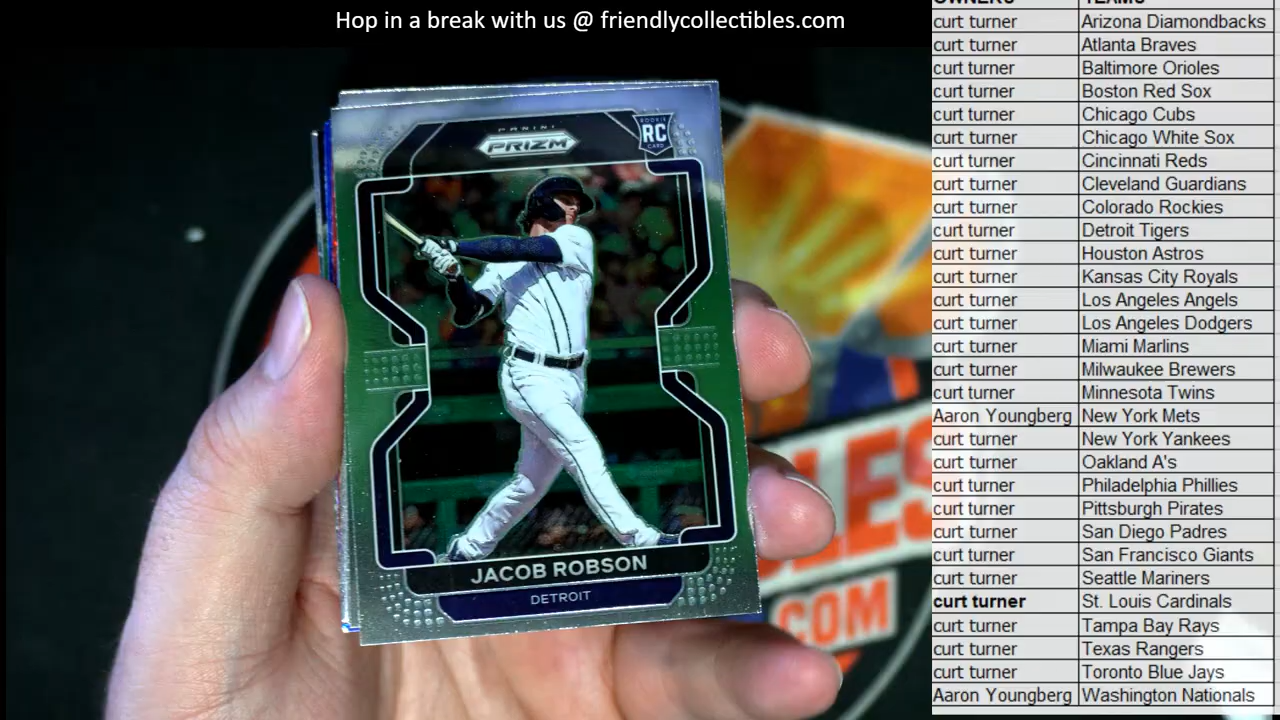 Hop in a break with us @ friendlycollectibles.com
OWNERS TEAMS
curt turner Arizona Diamondbacks
curt turner Atlanta Braves
curt turner Baltimore Orioles
curt turner Boston Red Sox
curt turner Chicago Cubs
curt turner Chicago White Sox
curt turner Cincinnati Reds
curt turner Cleveland Guardians
curt turner Colorado Rockies
curt turner Detroit Tigers
curt turner Houston Astros
curt turner Kansas City Royals
curt turner Los Angeles Angels
curt turner Los Angeles Dodgers
curt turner Miami Marlins
curt turner Milwaukee Brewers
curt turner Minnesota Twins
Aaron Youngberg New York Mets
curt turner New York Yankees
curt turner Oakland A's
curt turner Philadelphia Phillies
curt turner Pittsburgh Pirates
curt turner San Diego Padres
curt turner San Francisco Giants
curt turner Seattle Mariners
curt turner St. Louis Cardinals
curt turner Tampa Bay Rays
curt turner Texas Rangers
curt turner Toronto Blue Jays
Aaron Youngberg Washington Nationals
PANINI
PRIZM
ROOKIE
RC
CARD
JACOB ROBSON
DETROIT
LES
.COM